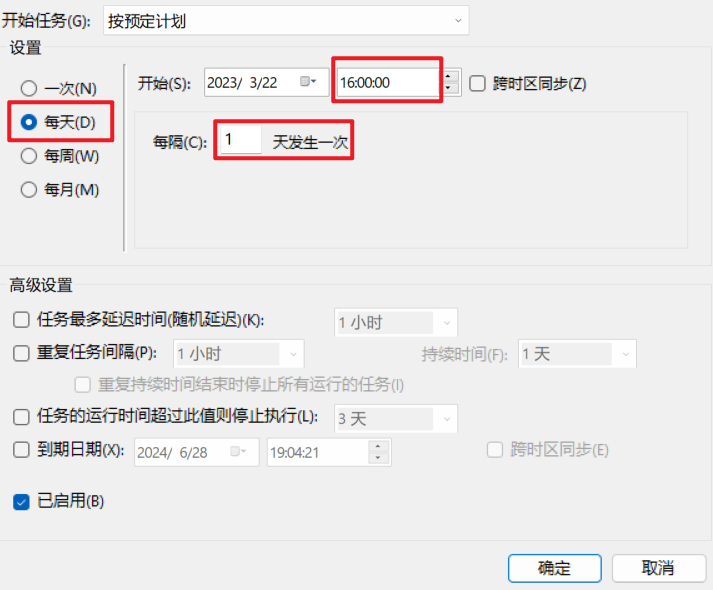 开始任务(G): 按预定计划
设置
一次(N)
开始(S): 2023/ 3/22 16:00:00 跨时区同步(Z)
每天(D)
每隔(C): 1 天发生一次
每周(W)
每月(M)
高级设置
任务最多延迟时间(随机延迟)(K): 1 小时
重复任务间隔(P): 1 小时 持续时间(F): 1 天
重复持续时间结束时停止所有运行的任务(I)
任务的运行时间超过此值则停止执行(L): 3 天
到期日期(X): 2024/ 6/28 19:04:21 跨时区同步(E)
已启用(B)
确定 取消